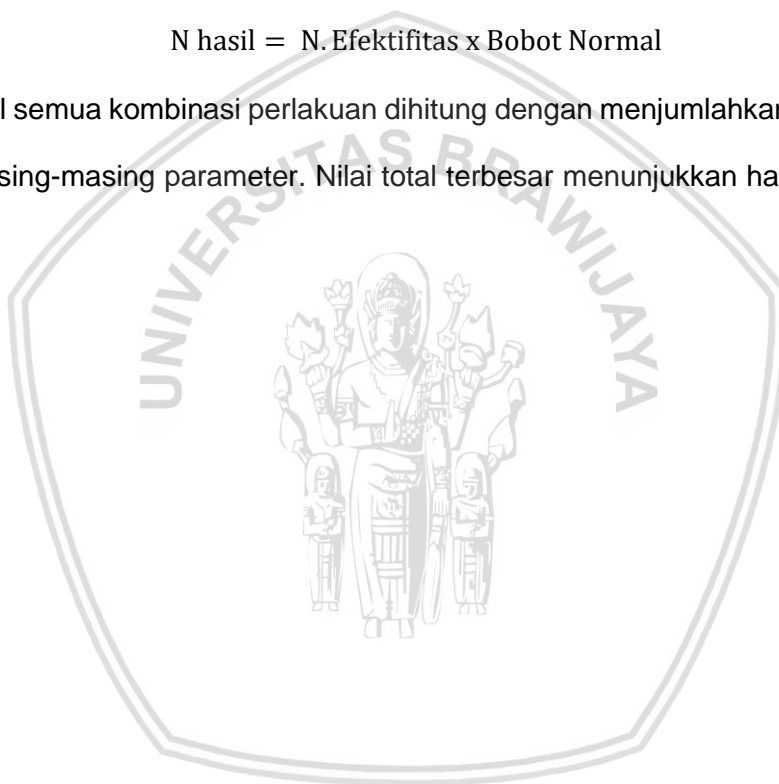 N hasil = N. Efektifitas x Bobot Normal
l semua kombinasi perlakuan dihitung dengan menjumlahkan
sing-masing parameter. Nilai total terbesar menunjukkan ha
UNIVERSITAS BRAWIJAYA